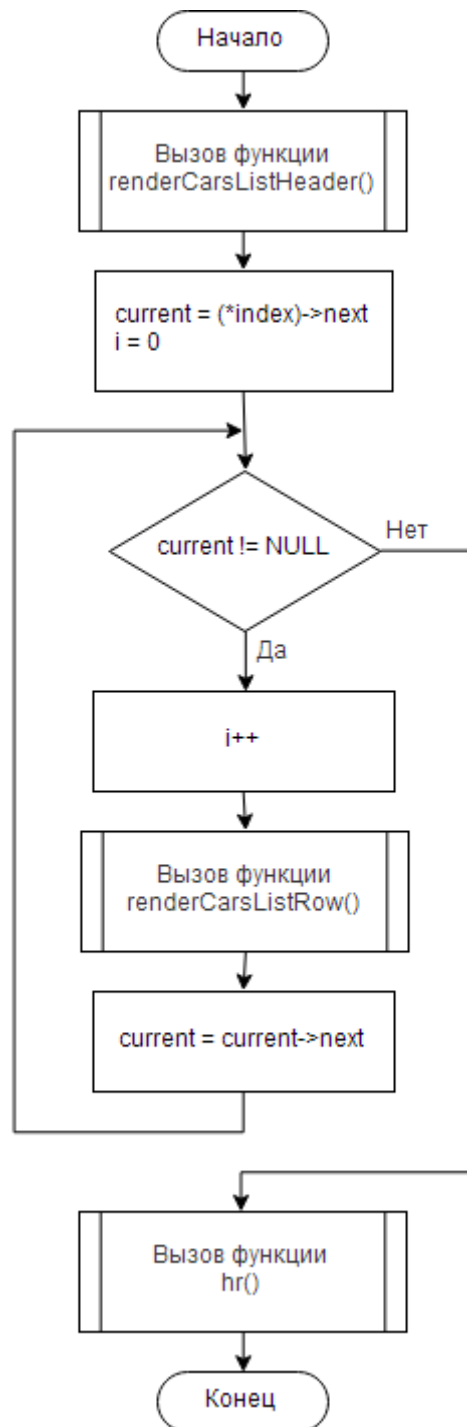 Начало
Вызов функции
renderCarsListHeader()
current = (*index)->next
i = 0
current != NULL
Нет
Да
i++
Вызов функции
renderCarsListRow()
current = current->next
Вызов функции
hr()
Конец